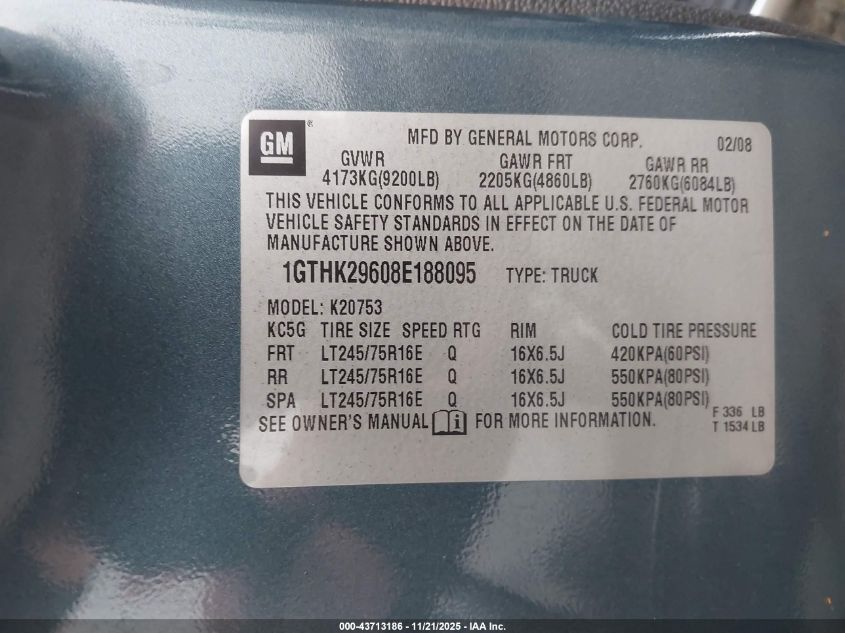 GM
MFD BY GENERAL MOTORS CORP. 02/08
GVWR GAWR FRT GAWR RR
4173KG(9200LB) 2205KG(4860LB) 2760KG(6084LB)
THIS VEHICLE CONFORMS TO ALL APPLICABLE U.S. FEDERAL MOTOR
VEHICLE SAFETY STANDARDS IN EFFECT ON THE DATE OF
MANUFACTURE SHOWN ABOVE.
1GTHK29608E188095 TYPE: TRUCK
MODEL: K20753
KC5G TIRE SIZE SPEED RTG RIM COLD TIRE PRESSURE
FRT LT245/75R16E Q 16X6.5J 420KPA(60PSI)
RR LT245/75R16E Q 16X6.5J 550KPA(80PSI)
SPA LT245/75R16E Q 16X6.5J 550KPA(80PSI)
F 336 LB
SEE OWNER'S MANUAL i FOR MORE INFORMATION. T 1534 LB
000-43713186 - 11/21/2025 - IAA Inc.